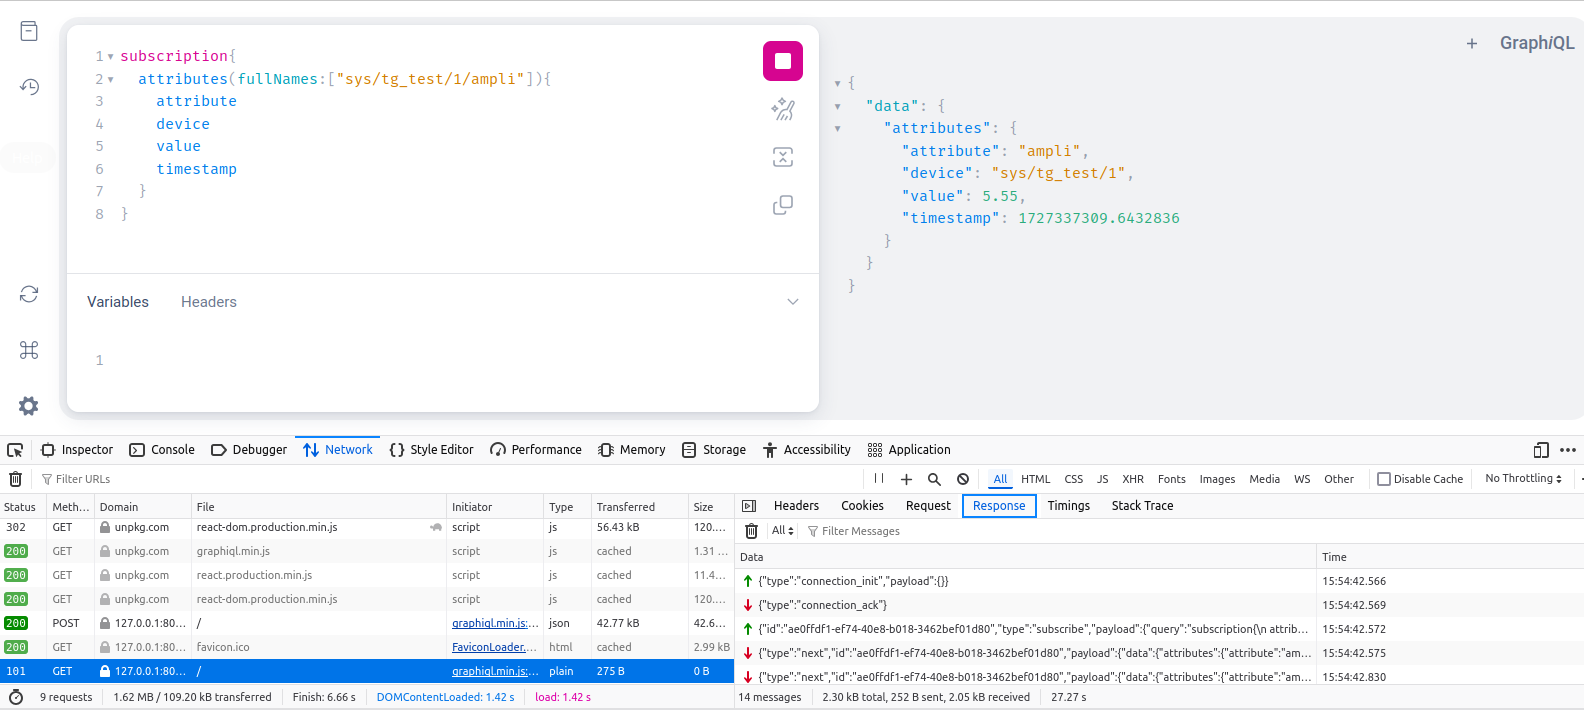 GraphiQL
1 subscription{
2 attributes(fullNames:["sys/tg_test/1/ampli"]){
3 attribute
4 device
5 value
6 timestamp
7 }
8 }
{
"data": {
"attributes": {
"attribute": "ampli",
"device": "sys/tg_test/1",
"value": 5.55,
"timestamp": 1727337309.6432836
}
}
}
Variables Headers
1
Inspector Console Debugger Network Style Editor Performance Memory Storage Accessibility Application
Filter URLs All HTML CSS JS XHR Fonts Images Media WS Other Disable Cache No Throttling
Status Meth... Domain File Initiator Type Transferred Size
302 GET unpkg.com react-dom.production.min.js script js 56.43 kB 120....
200 GET unpkg.com graphiql.min.js script js cached 1.31 ...
200 GET unpkg.com react.production.min.js script js cached 11.4...
200 GET unpkg.com react-dom.production.min.js script js cached 120....
200 POST 127.0.0.1:80... / graphiql.min.js:... json 42.77 kB 42.6...
200 GET 127.0.0.1:80... favicon.ico FaviconLoader.... html cached 2.99 kB
101 GET 127.0.0.1:80... / graphiql.min.js:... plain 275 B 0 B
9 requests 1.62 MB / 109.20 kB transferred Finish: 6.66 s DOMContentLoaded: 1.42 s load: 1.42 s
Headers Cookies Request Response Timings Stack Trace
All Filter Messages
Data Time
{"type":"connection_init","payload":{}} 15:54:42.566
{"type":"connection_ack"} 15:54:42.569
{"id":"ae0ffdf1-ef74-40e8-b018-3462bef01d80","type":"subscribe","payload":{"query":"subscription{\n attrib... 15:54:42.572
{"type":"next","id":"ae0ffdf1-ef74-40e8-b018-3462bef01d80","payload":{"data":{"attributes":{"attribute":"am... 15:54:42.575
{"type":"next","id":"ae0ffdf1-ef74-40e8-b018-3462bef01d80","payload":{"data":{"attributes":{"attribute":"am... 15:54:42.830
14 messages 2.30 kB total, 252 B sent, 2.05 kB received 27.27 s